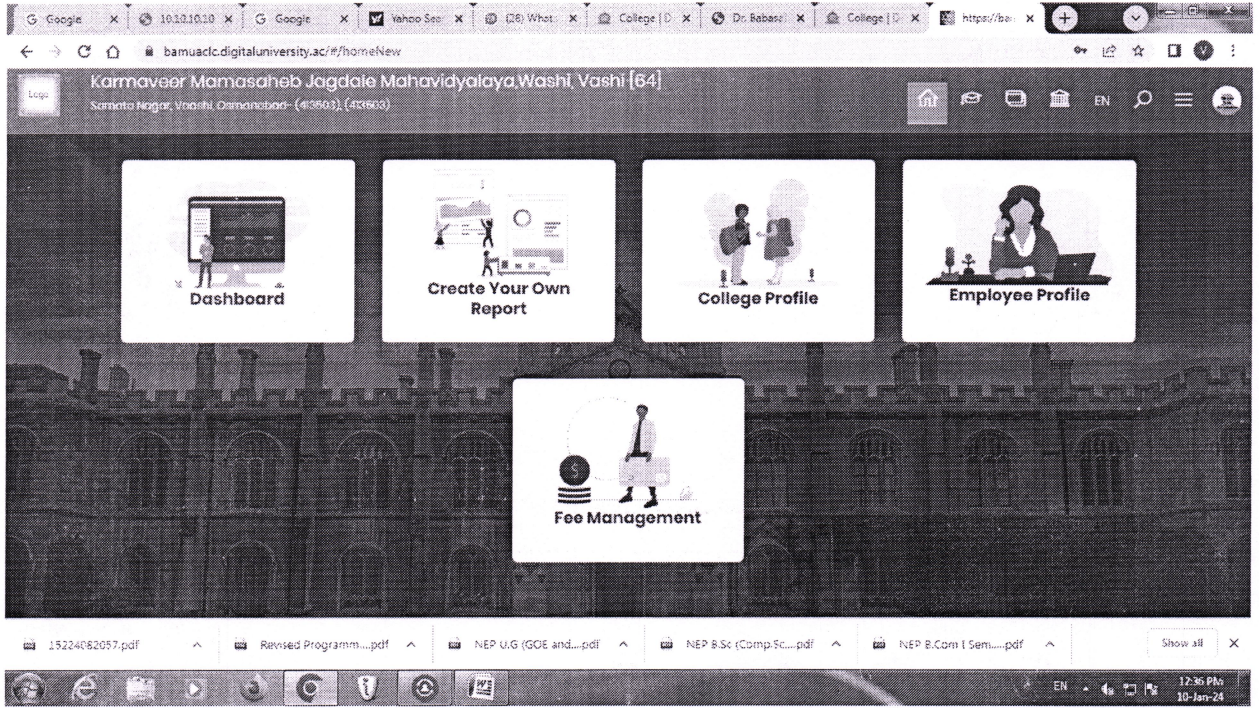 G Google
10.10.10.10
G Google
Yahoo Sear
(28) What
College | D
Dr. Babasa
College | D
https://ba
bamuaclc.digitaluniversity.ac/#/homeNew
V
Logo
Karmaveer Mamasaheb Jagdale Mahavidyalaya,Washi, Vashi [64]
Samata Nagar, Vaashi, Osmanabad- (413503), (413503)
EN
Dashboard
Create Your Own
Report
College Profile
Employee Profile
$
Fee Management
15224082057.pdf
Revised Programm....pdf
NEP U.G (GOE and....pdf
NEP B.Sc (Comp.Sc....pdf
NEP B.Com I Sem.....pdf
Show all
EN
12:36 PM
10-Jan-24